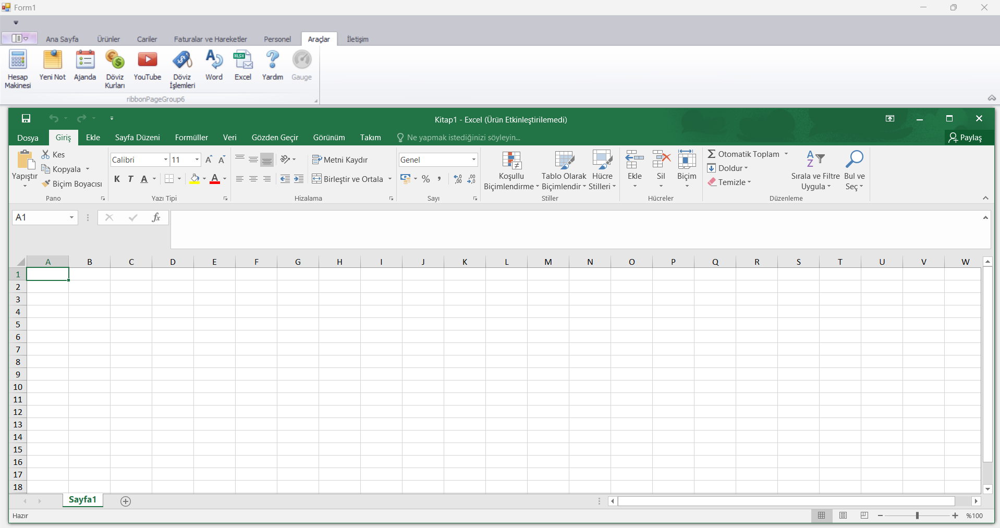 Form1
Ana Sayfa Ürünler Cariler Faturalar ve Hareketler Personel Araçlar İletişim
Hesap Makinesi
Yeni Not
Ajanda
Döviz Kurları
YouTube
Döviz İşlemleri
Word
XLSX
Excel
Yardım
Gauge
ribbonPageGroup6
Kitap1 - Excel (Ürün Etkinleştirilemedi)
Dosya Giriş Ekle Sayfa Düzeni Formüller Veri Gözden Geçir Görünüm Takım Ne yapmak istediğinizi söyleyin... Paylaş
Yapıştır
Kes
Kopyala
Biçim Boyacısı
Pano
Calibri 11 A A
K T A A
Yazı Tipi
Metni Kaydır
Birleştir ve Ortala
Hizalama
Genel
% ,
,0 ,00
,00 ,0
Sayı
Koşullu Biçimlendirme
Tablo Olarak Biçimlendir
Hücre Stilleri
Stiller
Ekle
Sil
Biçim
Hücreler
Σ Otomatik Toplam
Doldur
Temizle
A Z
Sırala ve Filtre Uygula
Bul ve Seç
Düzenleme
A1 fx
A B C D E F G H I J K L M N O P Q R S T U V W
1
2
3
4
5
6
7
8
9
10
11
12
13
14
15
16
17
18
Sayfa1
Hazır %100